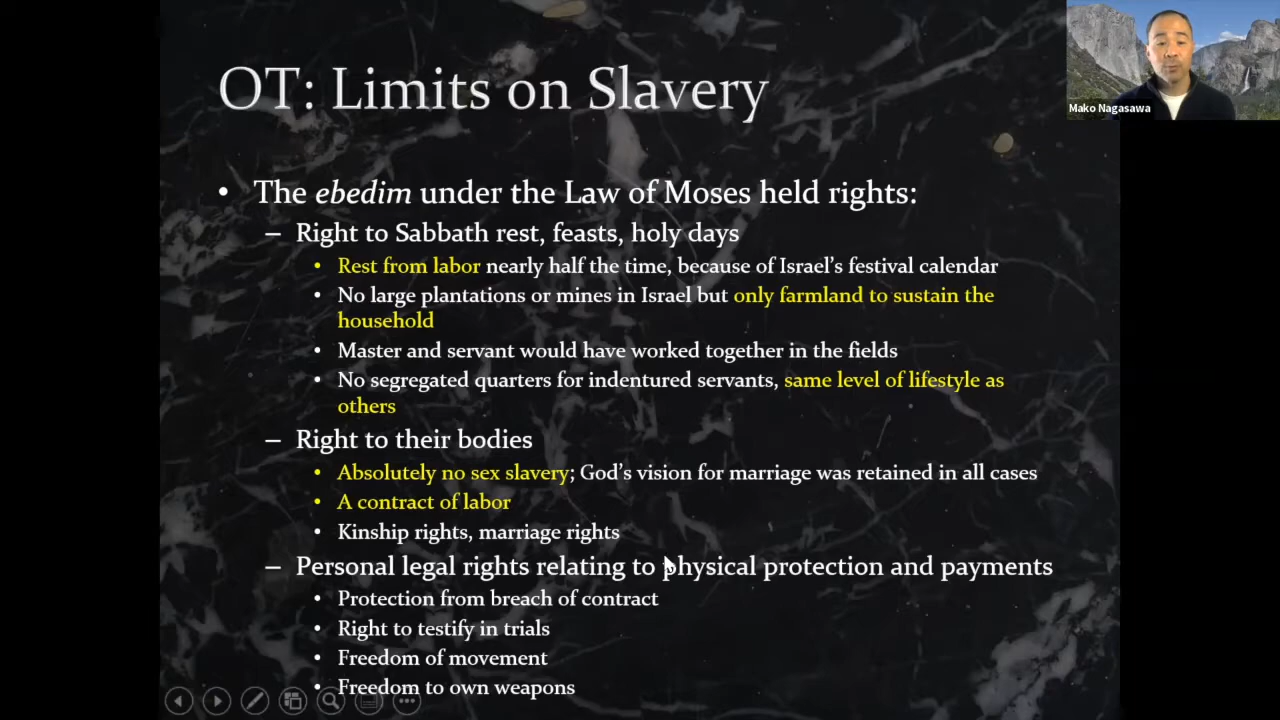 OT: Limits on Slavery
Mako Nagasawa
• The ebedim under the Law of Moses held rights:
– Right to Sabbath rest, feasts, holy days
• Rest from labor nearly half the time, because of Israel’s festival calendar
• No large plantations or mines in Israel but only farmland to sustain the
household
• Master and servant would have worked together in the fields
• No segregated quarters for indentured servants, same level of lifestyle as
others
– Right to their bodies
• Absolutely no sex slavery; God’s vision for marriage was retained in all cases
• A contract of labor
• Kinship rights, marriage rights
– Personal legal rights relating to physical protection and payments
• Protection from breach of contract
• Right to testify in trials
• Freedom of movement
• Freedom to own weapons